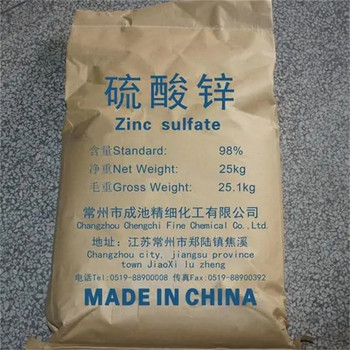 硫酸锌
Zinc sulfate
含量Standard: 98%
净重Net Weight: 25kg
毛重Gross Weight: 25.1kg
常州市成池精细化工有限公司
Changzhou Chengchi Fine Chemical Co.,Ltd.
地址：江苏常州市郑陆镇焦溪
Changzhou city, jiangsu province
town JiaoXi lu zheng
电话Tel:0519-88900008 传真Fax:0519-88900392
MADE IN CHINA